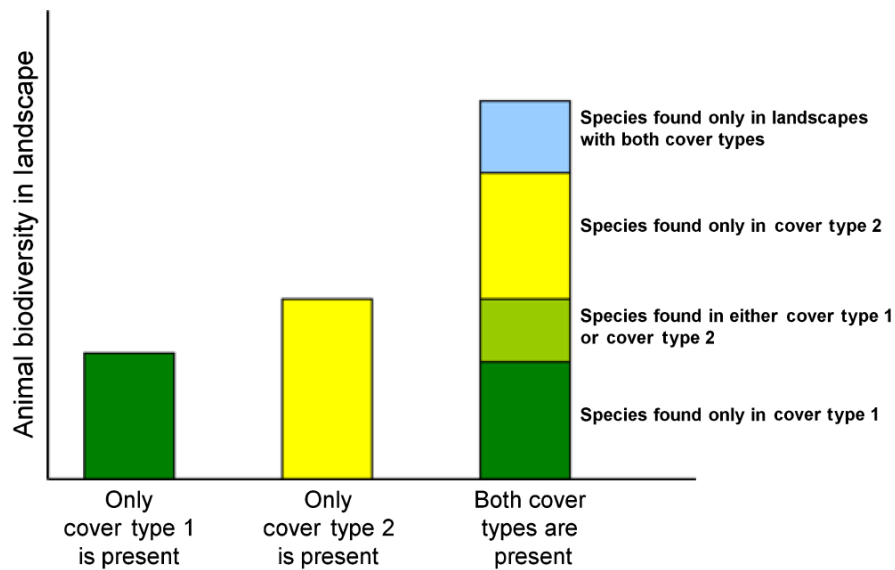 Animal biodiversity in landscape
Species found only in landscapes
with both cover types
Species found only in cover type 2
Species found in either cover type 1
or cover type 2
Species found only in cover type 1
Only
cover type 1
is present
Only
cover type 2
is present
Both cover
types are
present